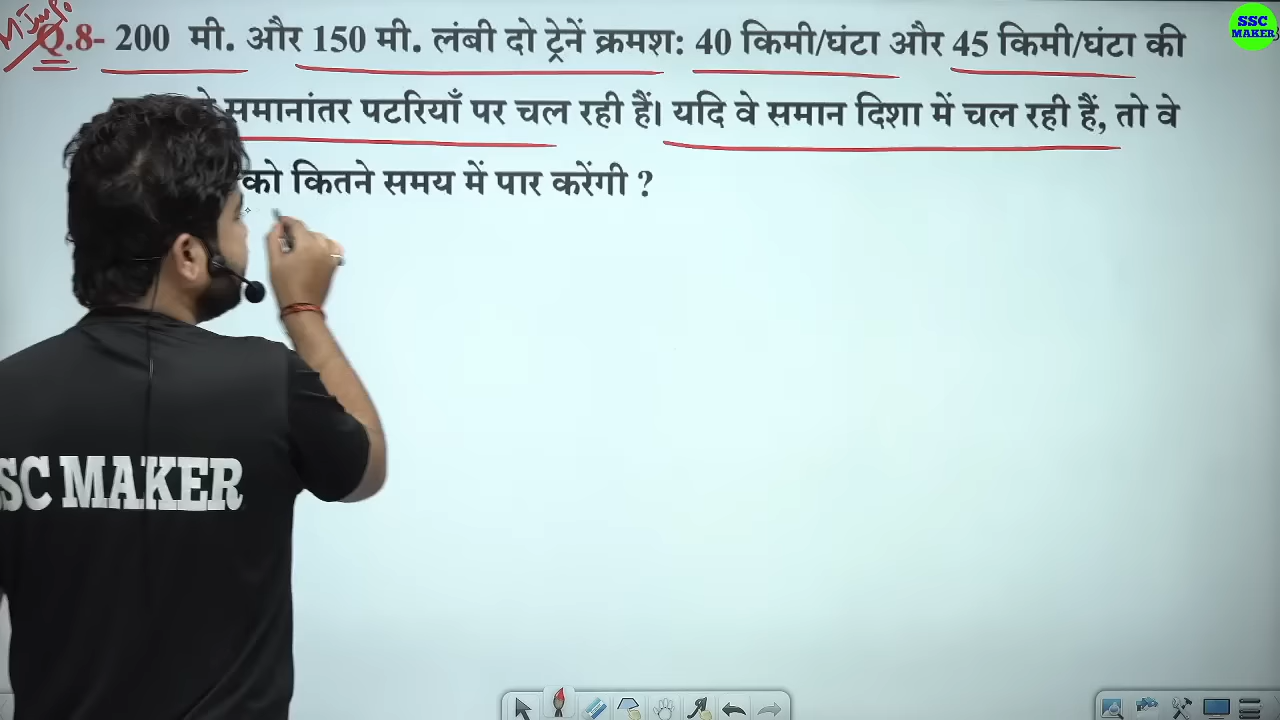 M Imp.
Q.8- 200 मी. और 150 मी. लंबी दो ट्रेनें क्रमश: 40 किमी/घंटा और 45 किमी/घंटा की
समानांतर पटरियाँ पर चल रही हैं। यदि वे समान दिशा में चल रही हैं, तो वे
को कितने समय में पार करेंगी ?
SSC
MAKER
SC MAKER